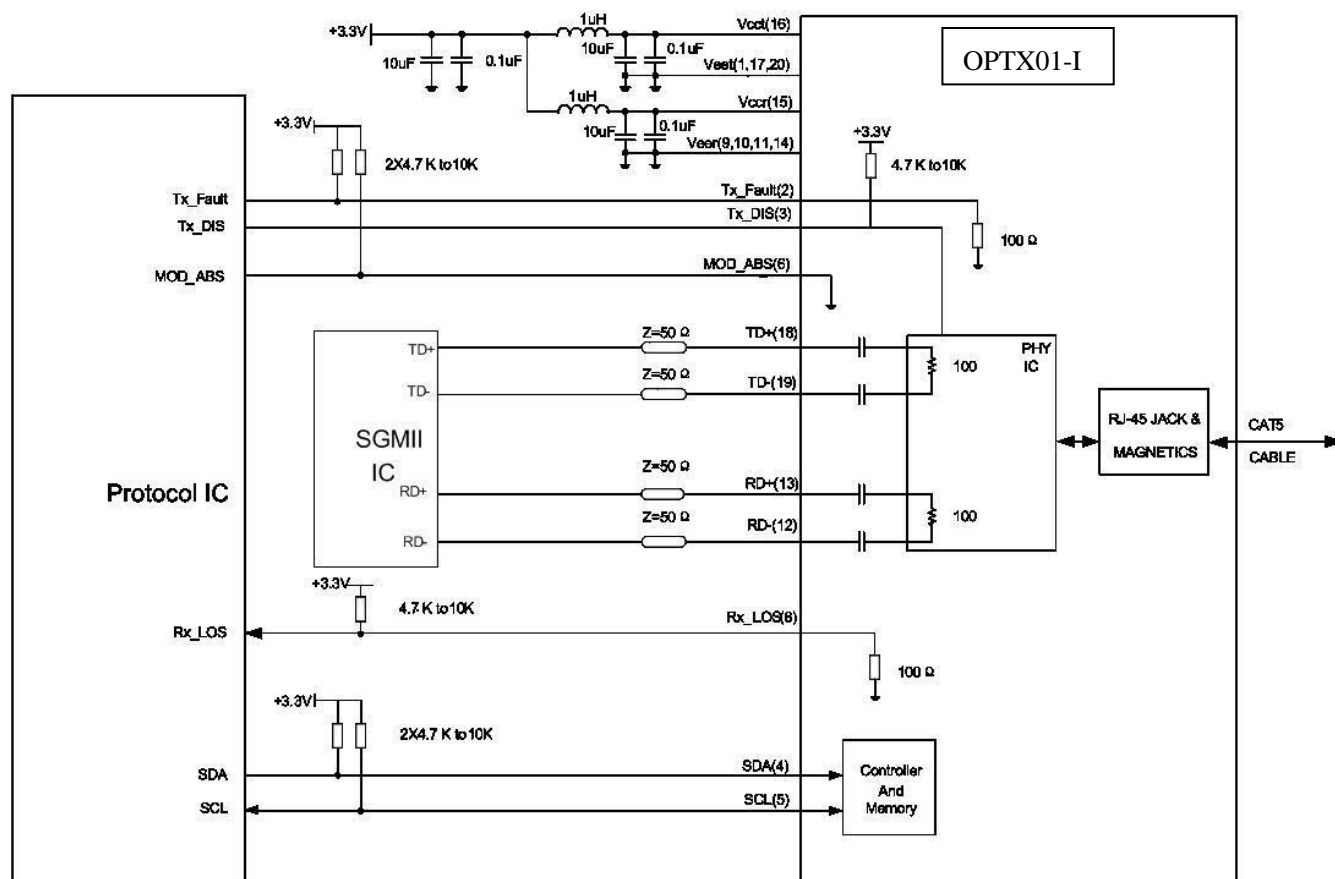 1uH
+3.3V
Vcct(16)
10uF
0.1uF
10uF
0.1uF
Veet(1,17,20)
OPTX01-I
1uH
Vccr(15)
+3.3V
10uF
0.1uF
+3.3V
Veer(9,10,11,14)
2X4.7 K to10K
4.7 K to10K
Tx_Fault
Tx_Fault(2)
Tx_DIS
Tx_DIS(3)
100 Ω
MOD_ABS
MOD_ABS(6)
TD+
Z=50 Ω
TD+(18)
PHY
IC
100
TD-
Z=50 Ω
TD-(19)
SGMII
IC
RJ-45 JACK &
MAGNETICS
CAT5
CABLE
Protocol IC
RD+
Z=50 Ω
RD+(13)
100
RD-
Z=50 Ω
RD-(12)
+3.3V
4.7 K to10K
Rx_LOS
Rx_LOS(8)
100 Ω
+3.3V
2X4.7 K to10K
SDA
SDA(4)
Controller
And
Memory
SCL
SCL(5)